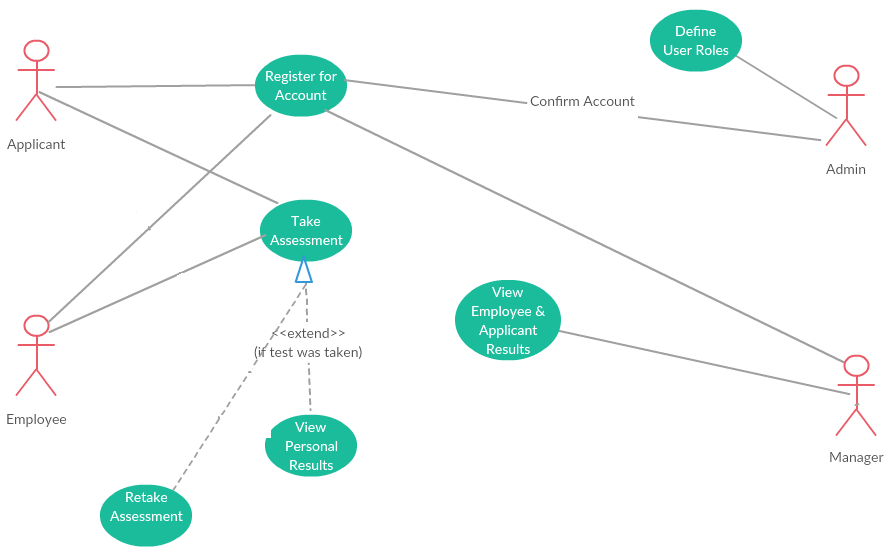 Define
User Roles
Register for
Account
Confirm Account
Applicant
Admin
Take
Assessment
View
Employee &
Applicant
Results
<<extend>>
(if test was taken)
Employee
View
Personal
Results
Manager
Retake
Assessment